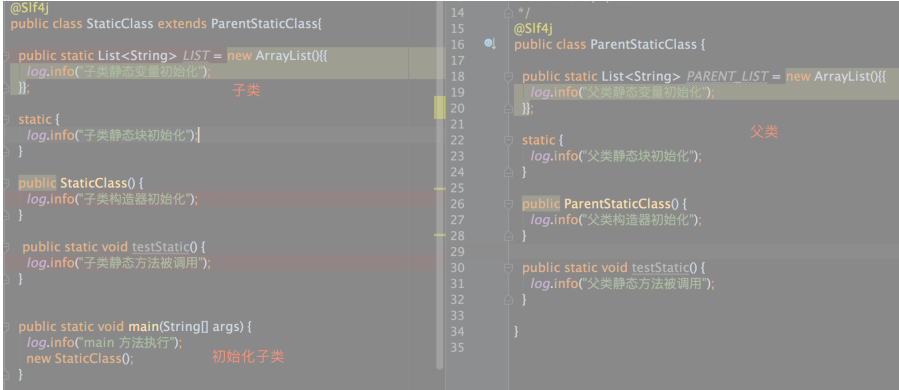 @Slf4j
public class StaticClass extends ParentStaticClass{
public static List<String> LIST = new ArrayList(){{
log.info("子类静态变量初始化");
}};
子类
static {
log.info("子类静态块初始化");
}
public StaticClass() {
log.info("子类构造器初始化");
}
public static void testStatic() {
log.info("子类静态方法被调用");
}
public static void main(String[] args) {
log.info("main 方法执行");
new StaticClass();
初始化子类
}
14 */
15 @Slf4j
16 public class ParentStaticClass {
17
18 public static List<String> PARENT_LIST = new ArrayList(){{
19 log.info("父类静态变量初始化");
20 }};
21
父类
22 static {
23 log.info("父类静态块初始化");
24 }
25
26 public ParentStaticClass() {
27 log.info("父类构造器初始化");
28 }
29
30 public static void testStatic() {
31 log.info("父类静态方法被调用");
32 }
33
34 }
35